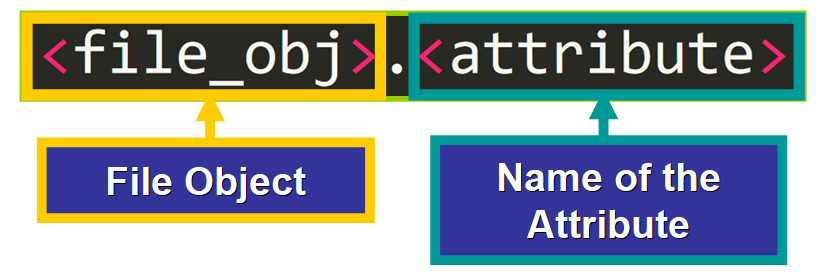 <file_obj>.<attribute>
File Object
Name of the
Attribute